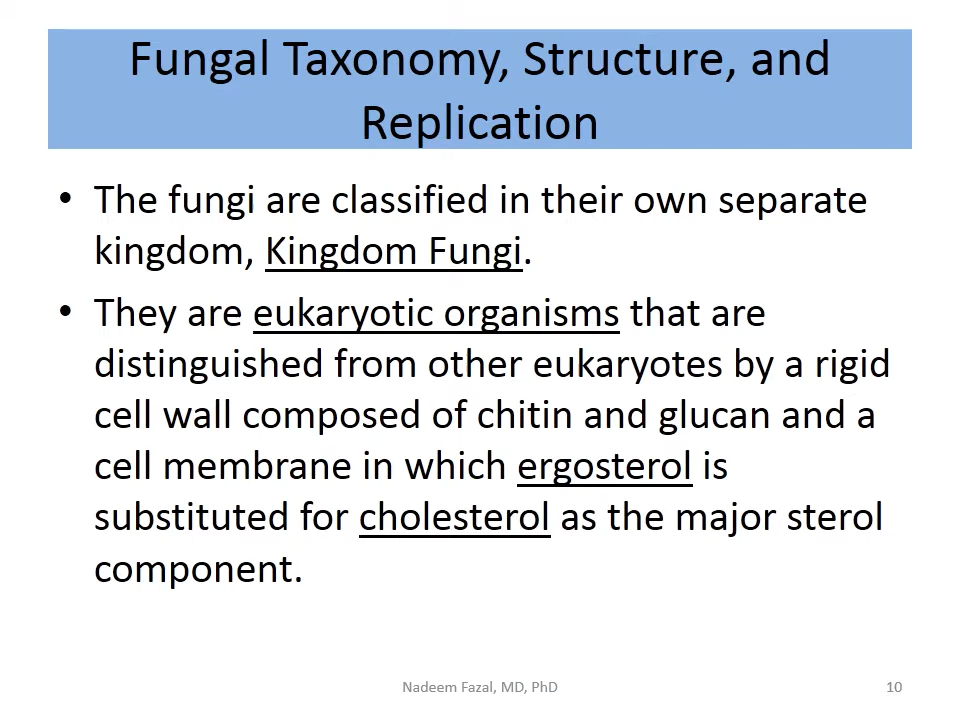 Fungal Taxonomy, Structure, and
Replication
• The fungi are classified in their own separate
kingdom, Kingdom Fungi.
• They are eukaryotic organisms that are
distinguished from other eukaryotes by a rigid
cell wall composed of chitin and glucan and a
cell membrane in which ergosterol is
substituted for cholesterol as the major sterol
component.
Nadeem Fazal, MD, PhD
10